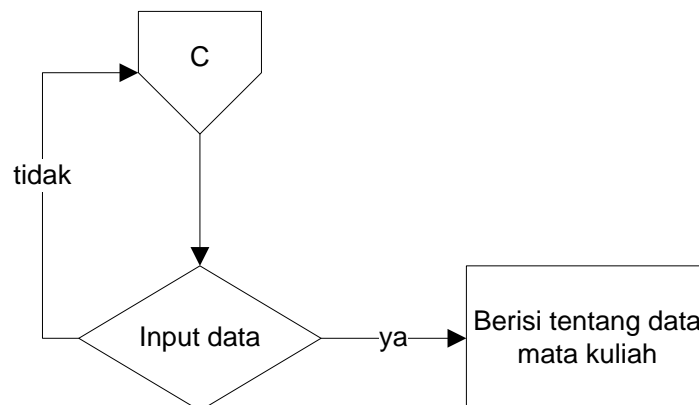 C
tidak
Input data
ya
Berisi tentang data
mata kuliah